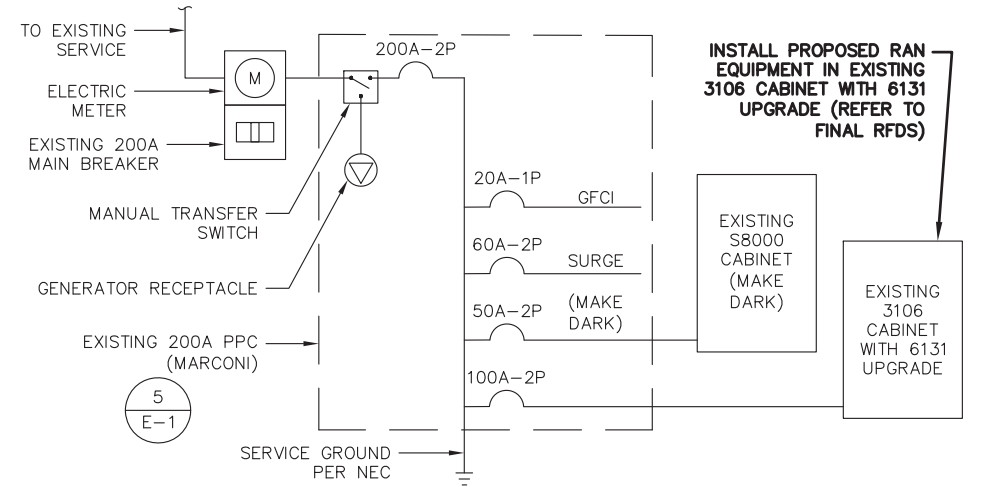 TO EXISTING
SERVICE
ELECTRIC
METER
M
EXISTING 200A
MAIN BREAKER
MANUAL TRANSFER
SWITCH
GENERATOR RECEPTACLE
EXISTING 200A PPC
(MARCONI)
5
E-1
SERVICE GROUND
PER NEC
200A-2P
20A-1P
GFCI
60A-2P
SURGE
50A-2P
(MAKE
DARK)
100A-2P
EXISTING
S8000
CABINET
(MAKE
DARK)
INSTALL PROPOSED RAN
EQUIPMENT IN EXISTING
3106 CABINET WITH 6131
UPGRADE (REFER TO
FINAL RFDS)
EXISTING
3106
CABINET
WITH 6131
UPGRADE